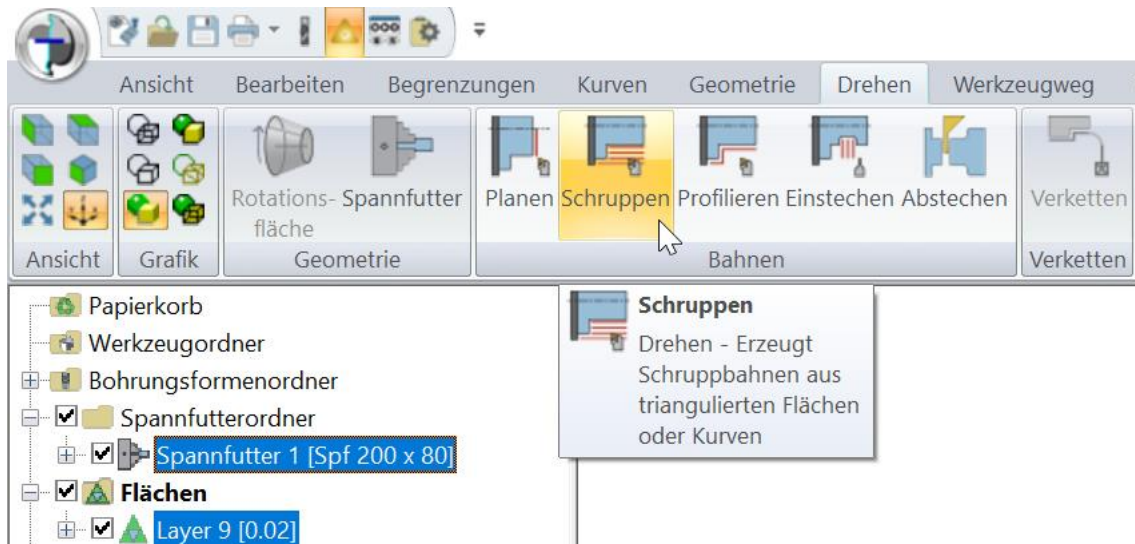 Ansicht Bearbeiten Begrenzungen Kurven Geometrie Drehen Werkzeugweg
Rotations- Spannfutter Planen Schruppen Profilieren Einstechen Abstechen Verketten
fläche
Ansicht Grafik Geometrie Bahnen Verketten
Papierkorb
Werkzeugordner
Bohrungsformenordner
Spannfutterordner
Spannfutter 1 [Spf 200 x 80]
Flächen
Layer 9 [0.02]
Schruppen
Drehen - Erzeugt
Schruppbahnen aus
triangulierten Flächen
oder Kurven